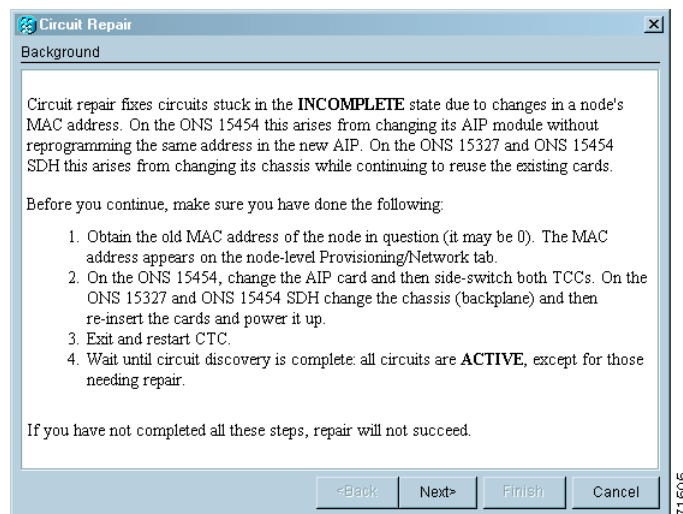 Circuit Repair
Background
Circuit repair fixes circuits stuck in the INCOMPLETE state due to changes in a node's
MAC address. On the ONS 15454 this arises from changing its AIP module without
reprogramming the same address in the new AIP. On the ONS 15327 and ONS 15454
SDH this arises from changing its chassis while continuing to reuse the existing cards.
Before you continue, make sure you have done the following:
1. Obtain the old MAC address of the node in question (it may be 0). The MAC
address appears on the node-level Provisioning/Network tab.
2. On the ONS 15454, change the AIP card and then side-switch both TCCs. On the
ONS 15327 and ONS 15454 SDH change the chassis (backplane) and then
re-insert the cards and power it up.
3. Exit and restart CTC.
4. Wait until circuit discovery is complete: all circuits are ACTIVE, except for those
needing repair.
If you have not completed all these steps, repair will not succeed.
<Back Next> Finish Cancel
71605